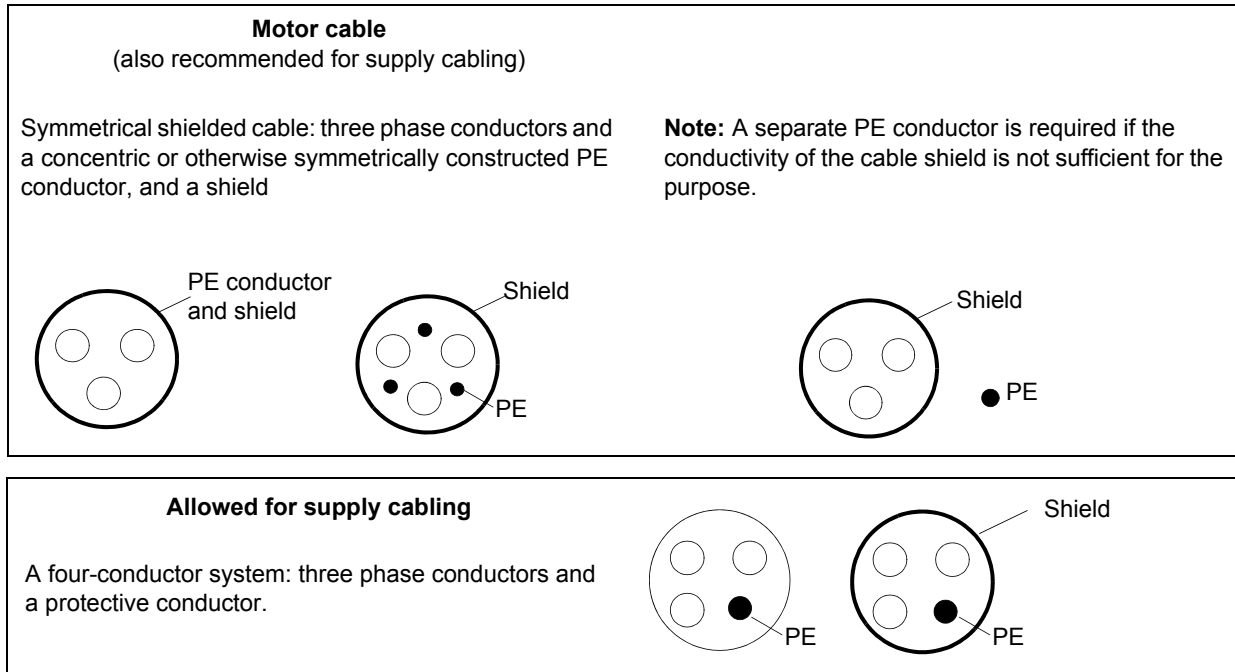 Motor cable
(also recommended for supply cabling)
Symmetrical shielded cable: three phase conductors and
a concentric or otherwise symmetrically constructed PE
conductor, and a shield
Note: A separate PE conductor is required if the
conductivity of the cable shield is not sufficient for the
purpose.
PE conductor
and shield
Shield
PE
Shield
PE
Allowed for supply cabling
A four-conductor system: three phase conductors and
a protective conductor.
PE
Shield
PE